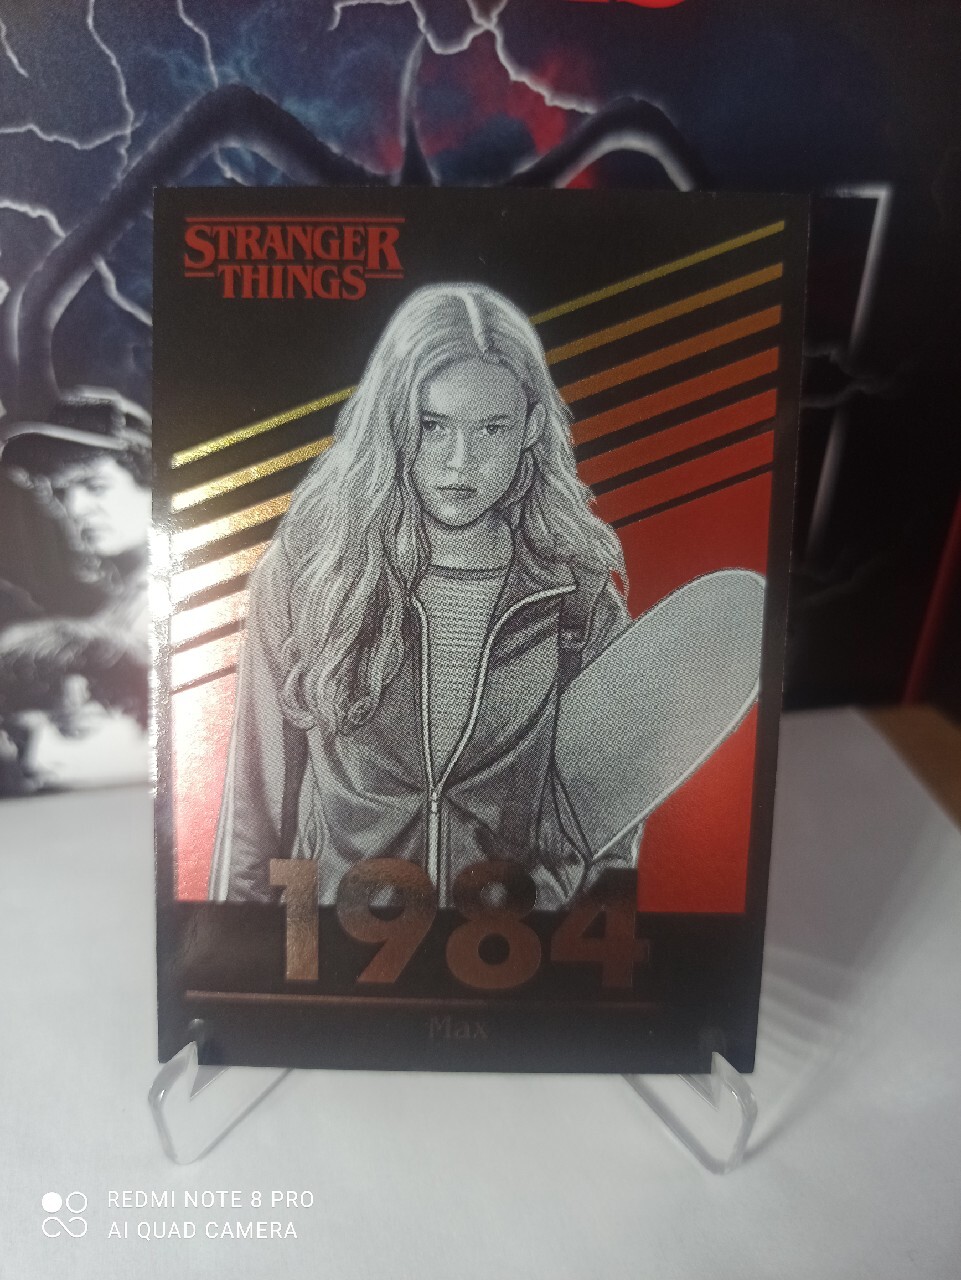 STRANGER
THINGS
1984
Max
REDMI NOTE 8 PRO
AI QUAD CAMERA